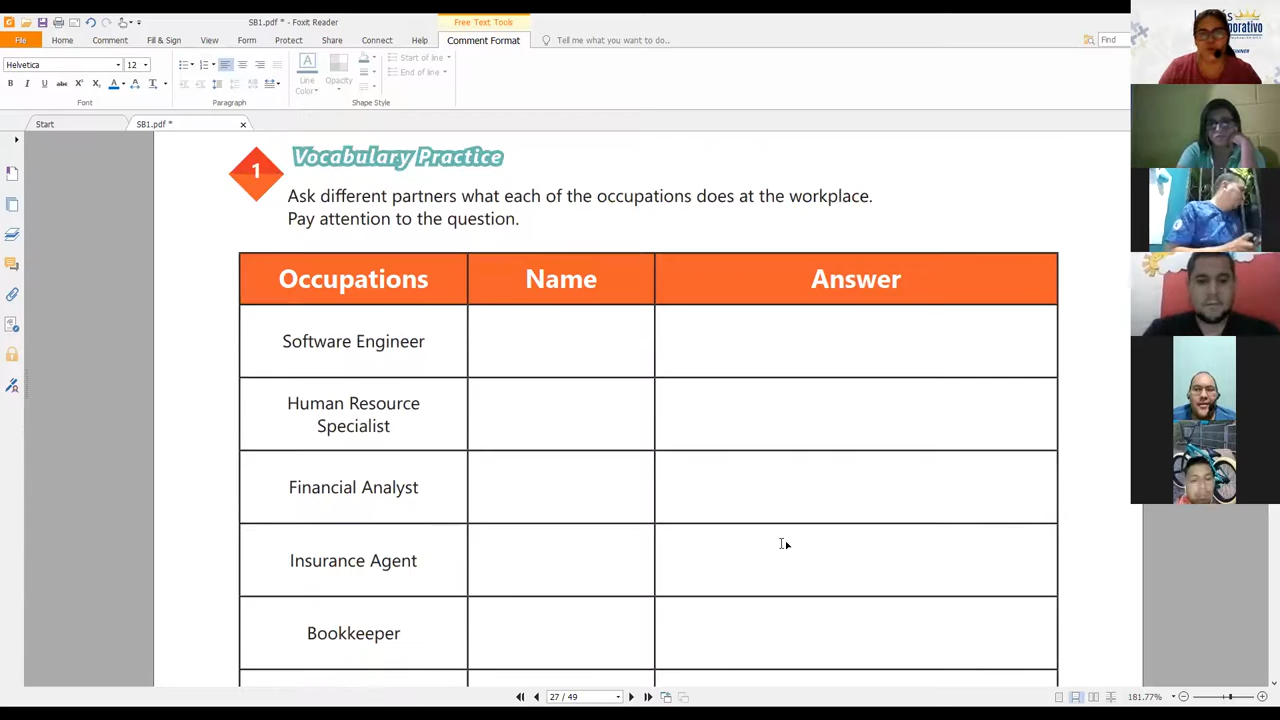 SB1.pdf * - Foxit Reader
Free Text Tools
File
Home
Comment
Fill & Sign
View
Form
Protect
Share
Connect
Help
Comment Format
Tell me what you want to do..
Find
Helvetica
12
Line
Color
Opacity
Start of line
End of line
Font
Paragraph
Shape Style
Start
SB1.pdf *
1
Vocabulary Practice
Ask different partners what each of the occupations does at the workplace.
Pay attention to the question.
Occupations
Name
Answer
Software Engineer
Human Resource
Specialist
Financial Analyst
Insurance Agent
Bookkeeper
27 / 49
181.77%